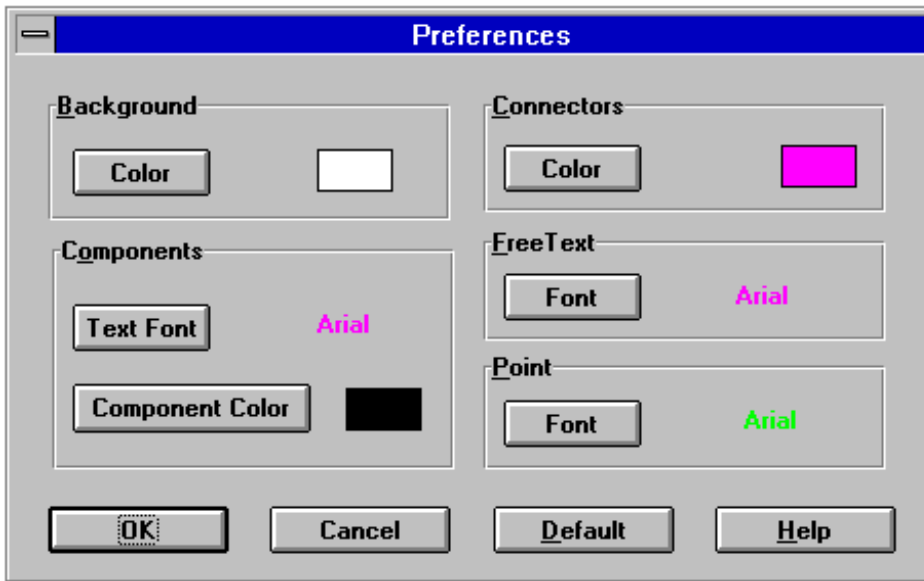 Preferences
Background
Color
Connectors
Color
Components
Text Font Arial
Component Color
FreeText
Font Arial
Point
Font Arial
OK Cancel Default Help